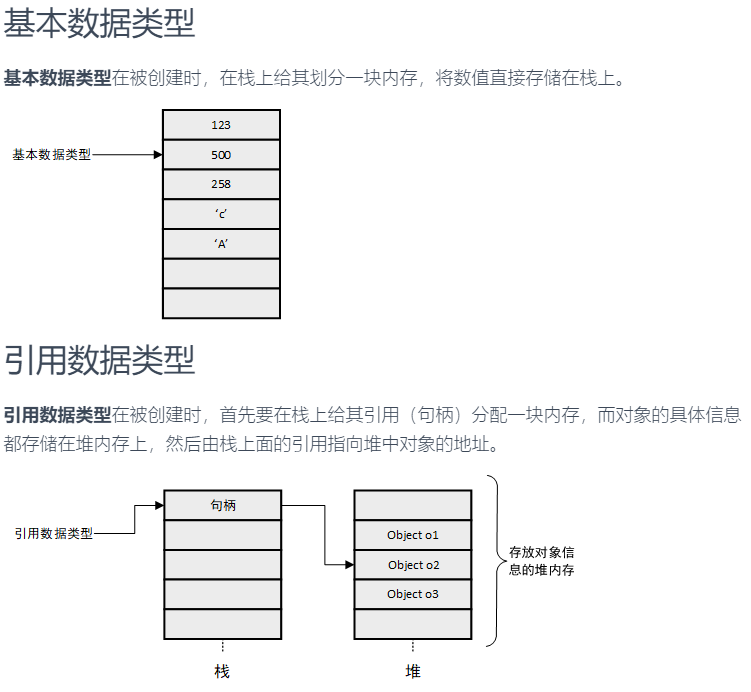 基本数据类型
基本数据类型在被创建时，在栈上给其划分一块内存，将数值直接存储在栈上。
123
基本数据类型
500
258
‘c’
‘A’
引用数据类型
引用数据类型在被创建时，首先要在栈上给其引用（句柄）分配一块内存，而对象的具体信息
都存储在堆内存上，然后由栈上面的引用指向堆中对象的地址。
句柄
引用数据类型
Object o1
Object o2
Object o3
存放对象信
息的堆内存
栈
堆